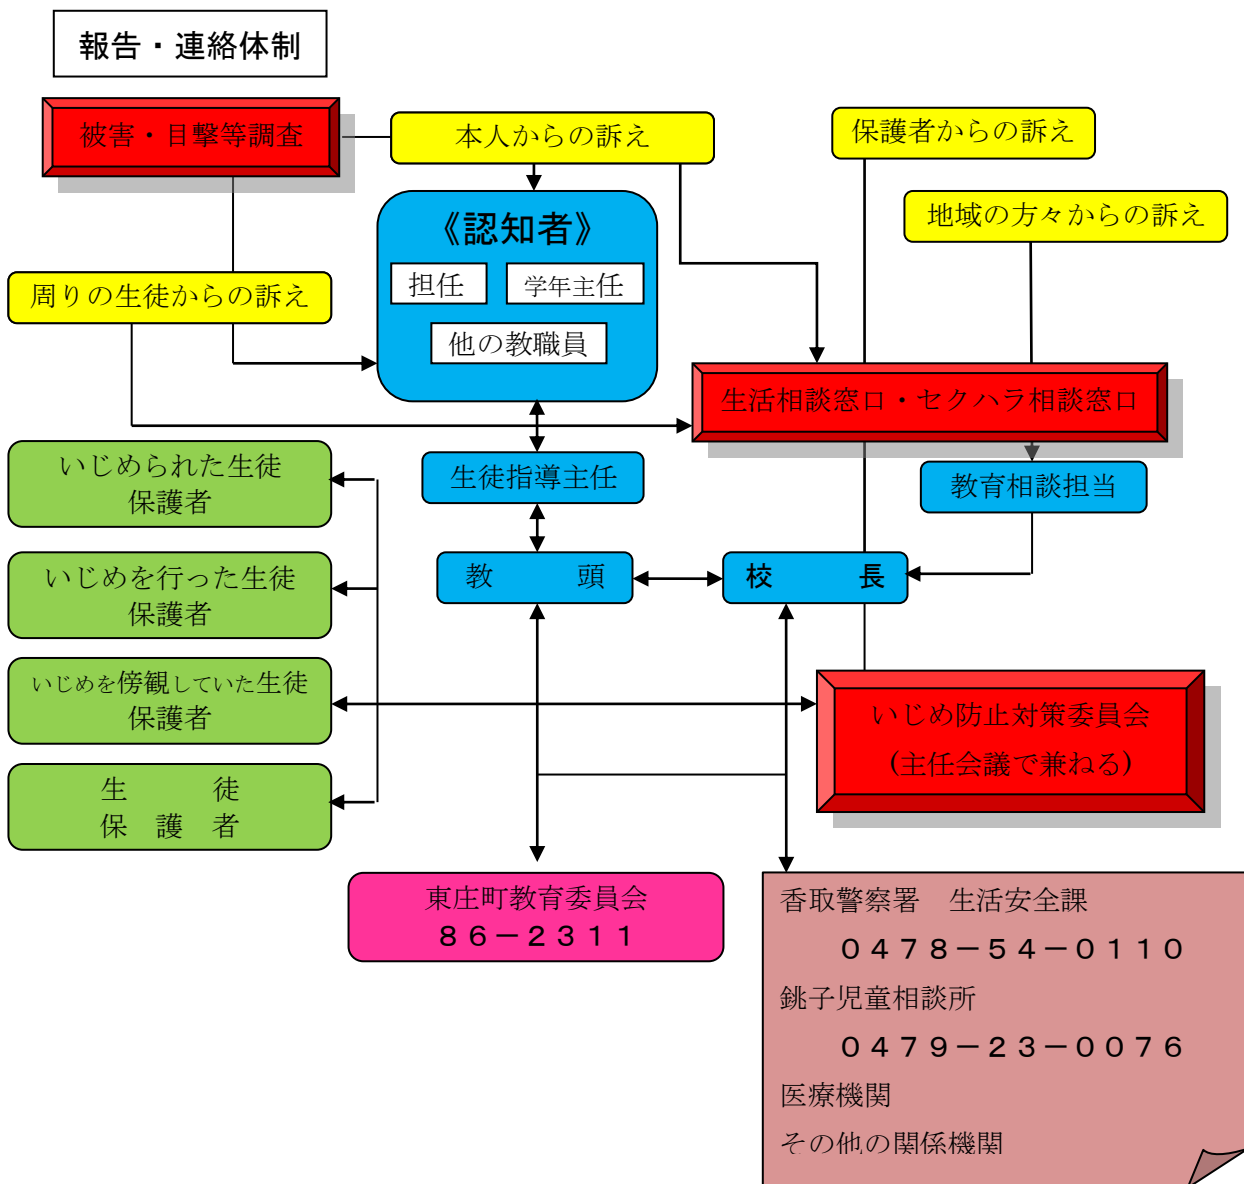 報告・連絡体制
被害・目撃等調査
本人からの訴え
保護者からの訴え
地域の方々からの訴え
《認知者》
担任
学年主任
他の教職員
周りの生徒からの訴え
生活相談窓口・セクハラ相談窓口
いじめられた生徒
保護者
生徒指導主任
教育相談担当
いじめを行った生徒
保護者
教　　　頭
校　　　長
いじめを傍観していた生徒
保護者
いじめ防止対策委員会
(主任会議で兼ねる)
生　　　徒
保　護　者
東庄町教育委員会
８６－２３１１
香取警察署　生活安全課
０４７８－５４－０１１０
銚子児童相談所
０４７９－２３－００７６
医療機関
その他の関係機関